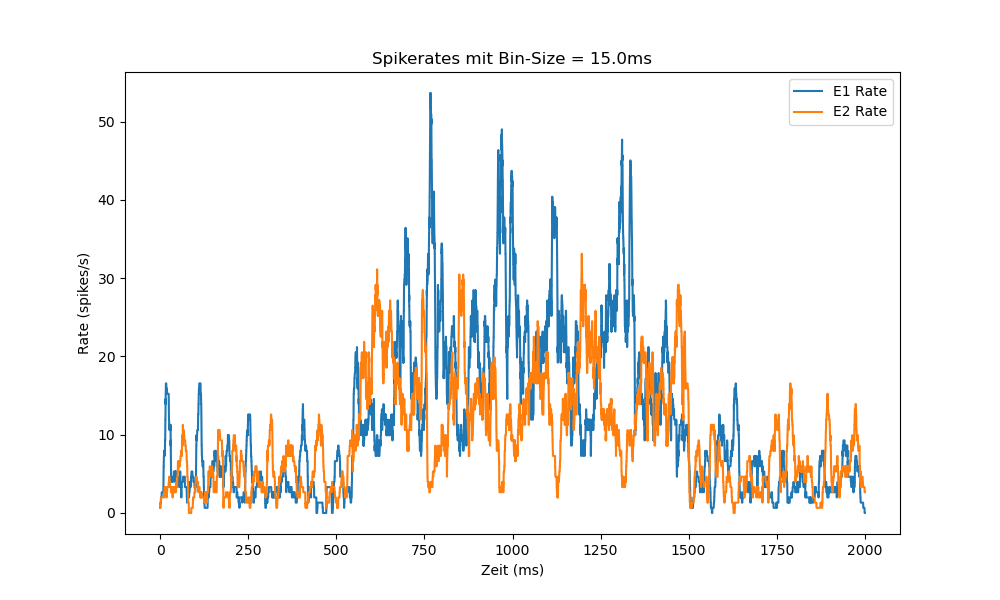 Spikerates mit Bin-Size = 15.0ms
E1 Rate
E2 Rate
Rate (spikes/s)
50
40
30
20
10
0
0 250 500 750 1000 1250 1500 1750 2000
Zeit (ms)